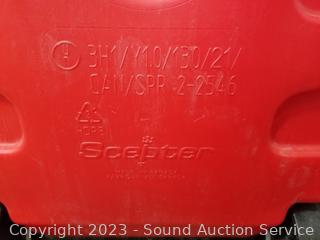 3H1/Y1.0/130/21/
CAN/SPR 2-2546
HDPE
Scepter
Copyright 2023 - Sound Auction Service